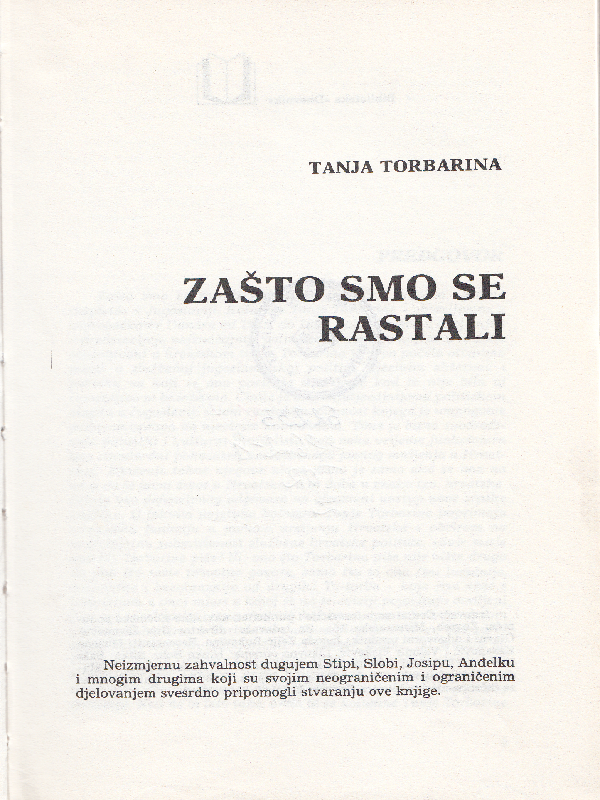 TANJA TORBARINA
ZAŠTO SMO SE
RASTALI
Neizmjernu zahvalnost dugujem Stipi, Slobi, Josipu, Anđelku
i mnogim drugima koji su svojim neograničenim i ograničenim
djelovanjem svesrdno pripomogli stvaranju ove knjige.